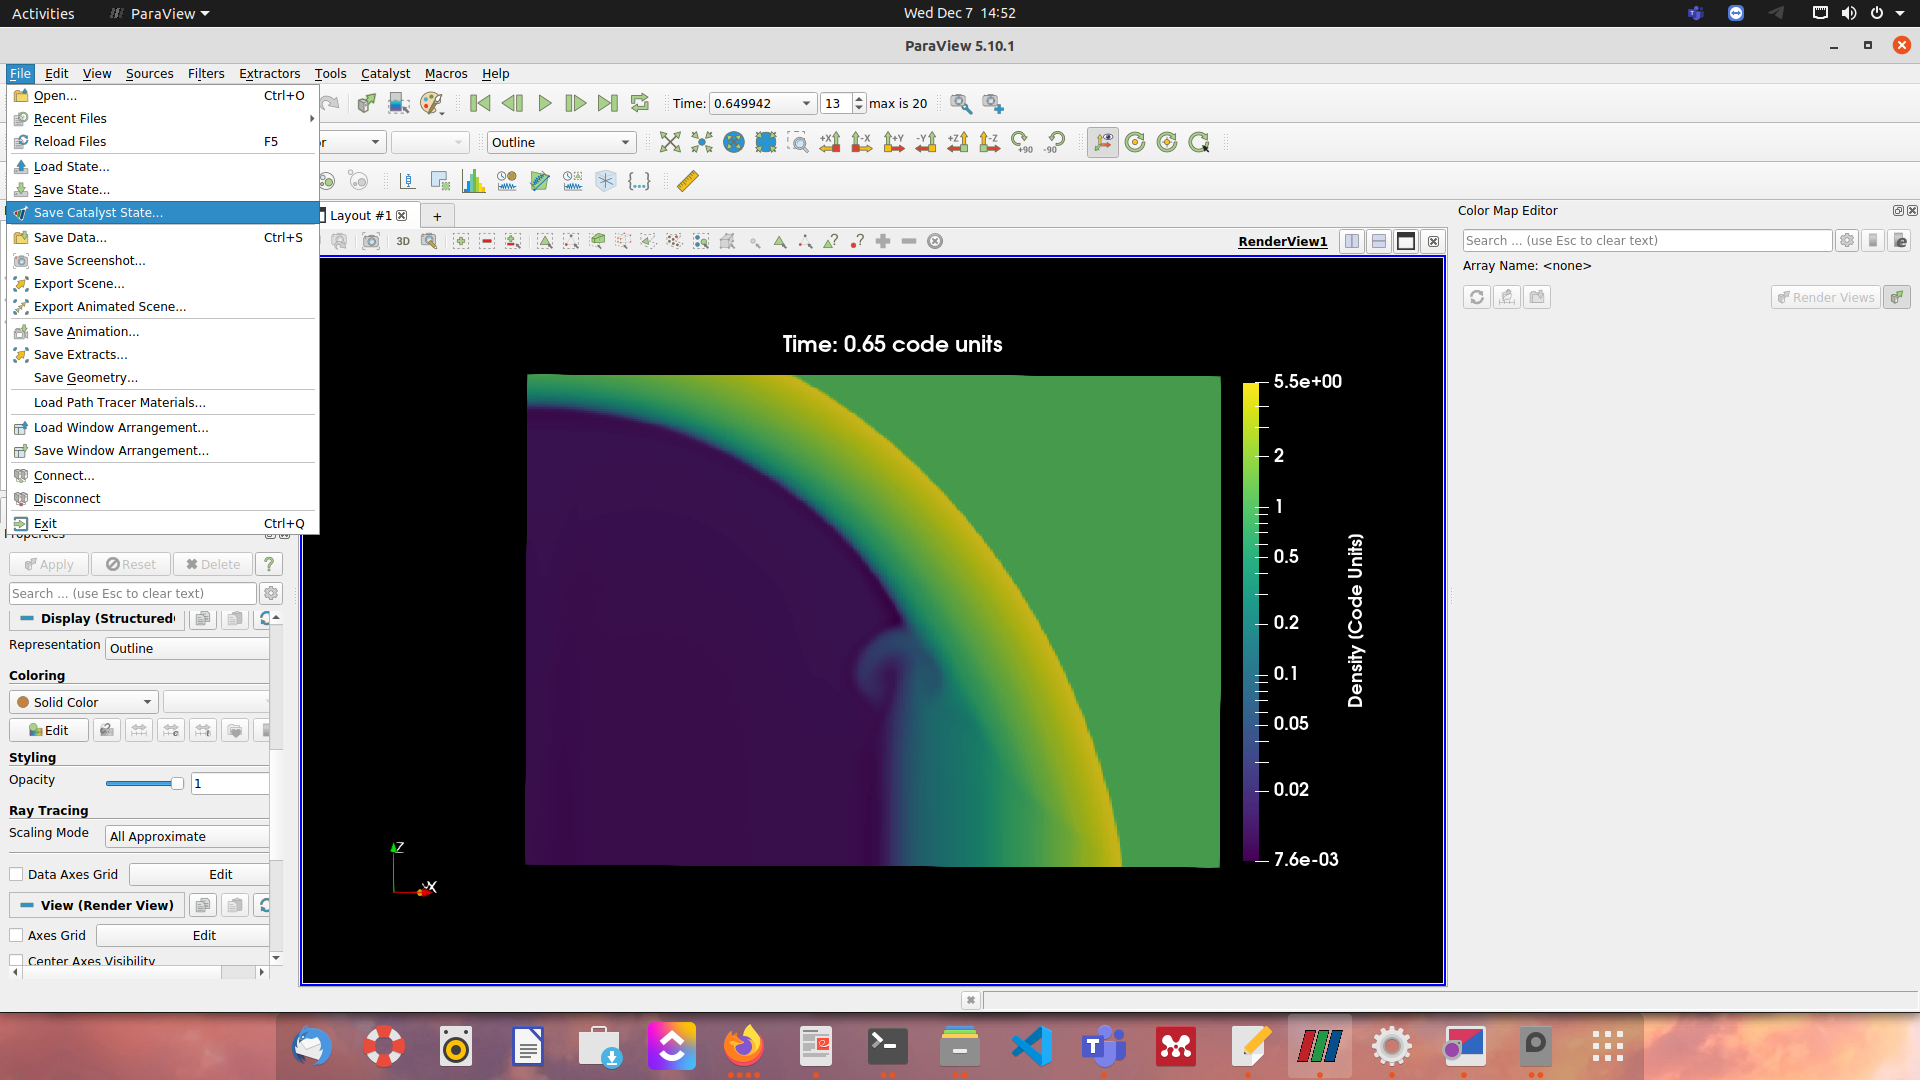 Activities ParaView Wed Dec 7 14:52
ParaView 5.10.1
File Edit View Sources Filters Extractors Tools Catalyst Macros Help
Open... Ctrl+O
Time: 0.649942 13 max is 20
Recent Files
Reload Files F5
Outline
+X -X +Y -Y +Z -Z +90 -90
Load State...
Save State...
Save Catalyst State...
Layout #1 +
Color Map Editor
Save Data... Ctrl+S
3D
RenderView1
Search ... (use Esc to clear text)
Save Screenshot...
Array Name: <none>
Export Scene...
Render Views
Export Animated Scene...
Save Animation...
Save Extracts...
Save Geometry...
Load Path Tracer Materials...
Load Window Arrangement...
Save Window Arrangement...
Connect...
Disconnect
Exit Ctrl+Q
Time: 0.65 code units
5.5e+00
2
1
0.5
0.2
0.1
0.05
0.02
7.6e-03
Density (Code Units)
Z
X
Properties
Apply Reset Delete ?
Search ... (use Esc to clear text)
Display (Structured
Representation Outline
Coloring
Solid Color
Edit
Styling
Opacity 1
Ray Tracing
Scaling Mode All Approximate
Data Axes Grid Edit
View (Render View)
Axes Grid Edit
Center Axes Visibility